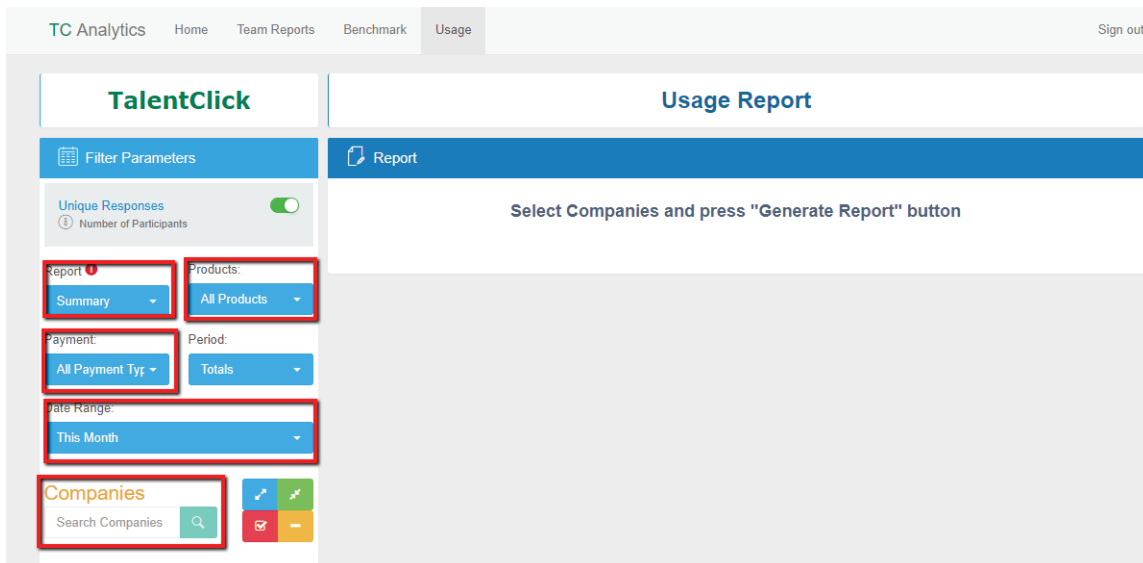 TC Analytics Home Team Reports Benchmark Usage Sign out
TalentClick
Usage Report
Filter Parameters
Report
Unique Responses
Number of Participants
Select Companies and press "Generate Report" button
Report Products:
Summary All Products
Payment: Period:
All Payment Typ Totals
Date Range:
This Month
Companies
Search Companies